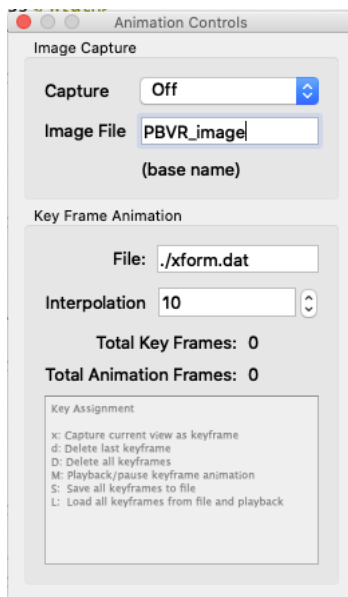 Animation Controls
Image Capture
Capture Off
Image File PBVR_image
(base name)
Key Frame Animation
File: ./xform.dat
Interpolation 10
Total Key Frames: 0
Total Animation Frames: 0
Key Assignment
x: Capture current view as keyframe
d: Delete last keyframe
D: Delete all keyframes
M: Playback/pause keyframe animation
S: Save all keyframes to file
L: Load all keyframes from file and playback